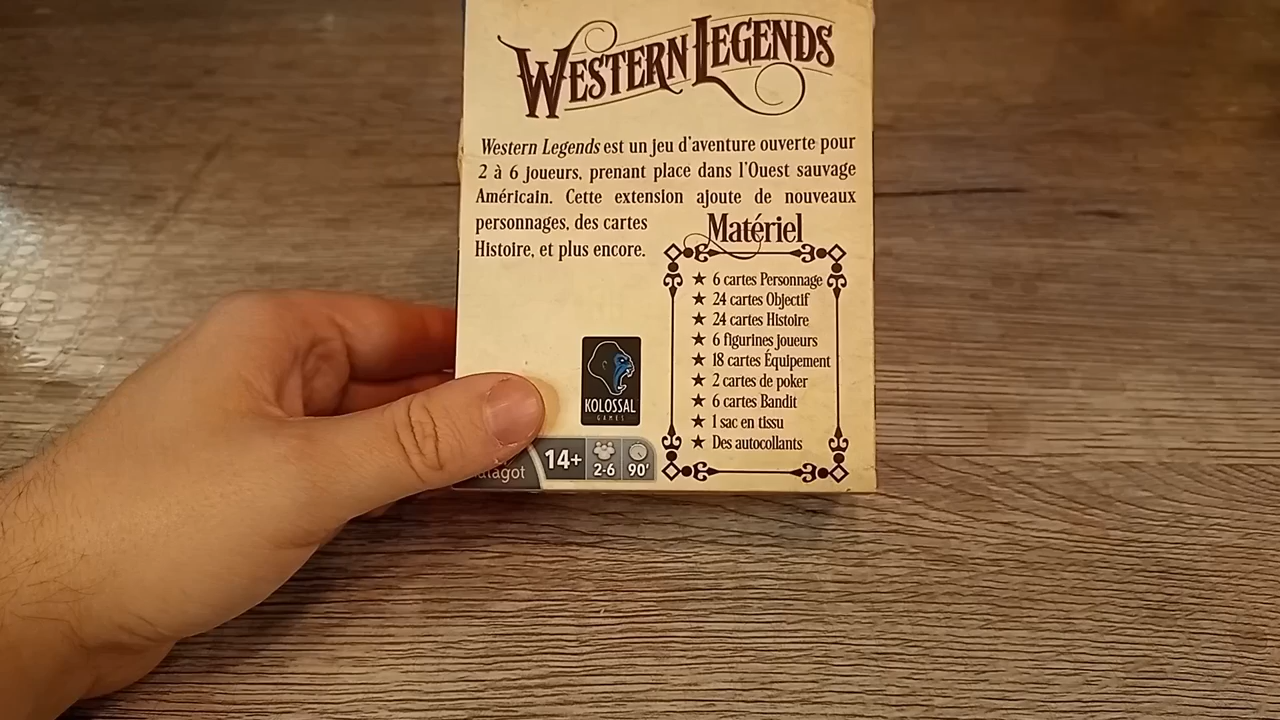 WESTERN LEGENDS
Western Legends est un jeu d'aventure ouverte pour
2 à 6 joueurs, prenant place dans l'Ouest sauvage
Américain. Cette extension ajoute de nouveaux
personnages, des cartes
Histoire, et plus encore.
Matériel
★ 6 cartes Personnage
★ 24 cartes Objectif
★ 24 cartes Histoire
★ 6 figurines joueurs
★ 18 cartes Équipement
★ 2 cartes de poker
★ 6 cartes Bandit
★ 1 sac en tissu
★ Des autocollants
KOLOSSAL
GAMES
14+
2-6
90'